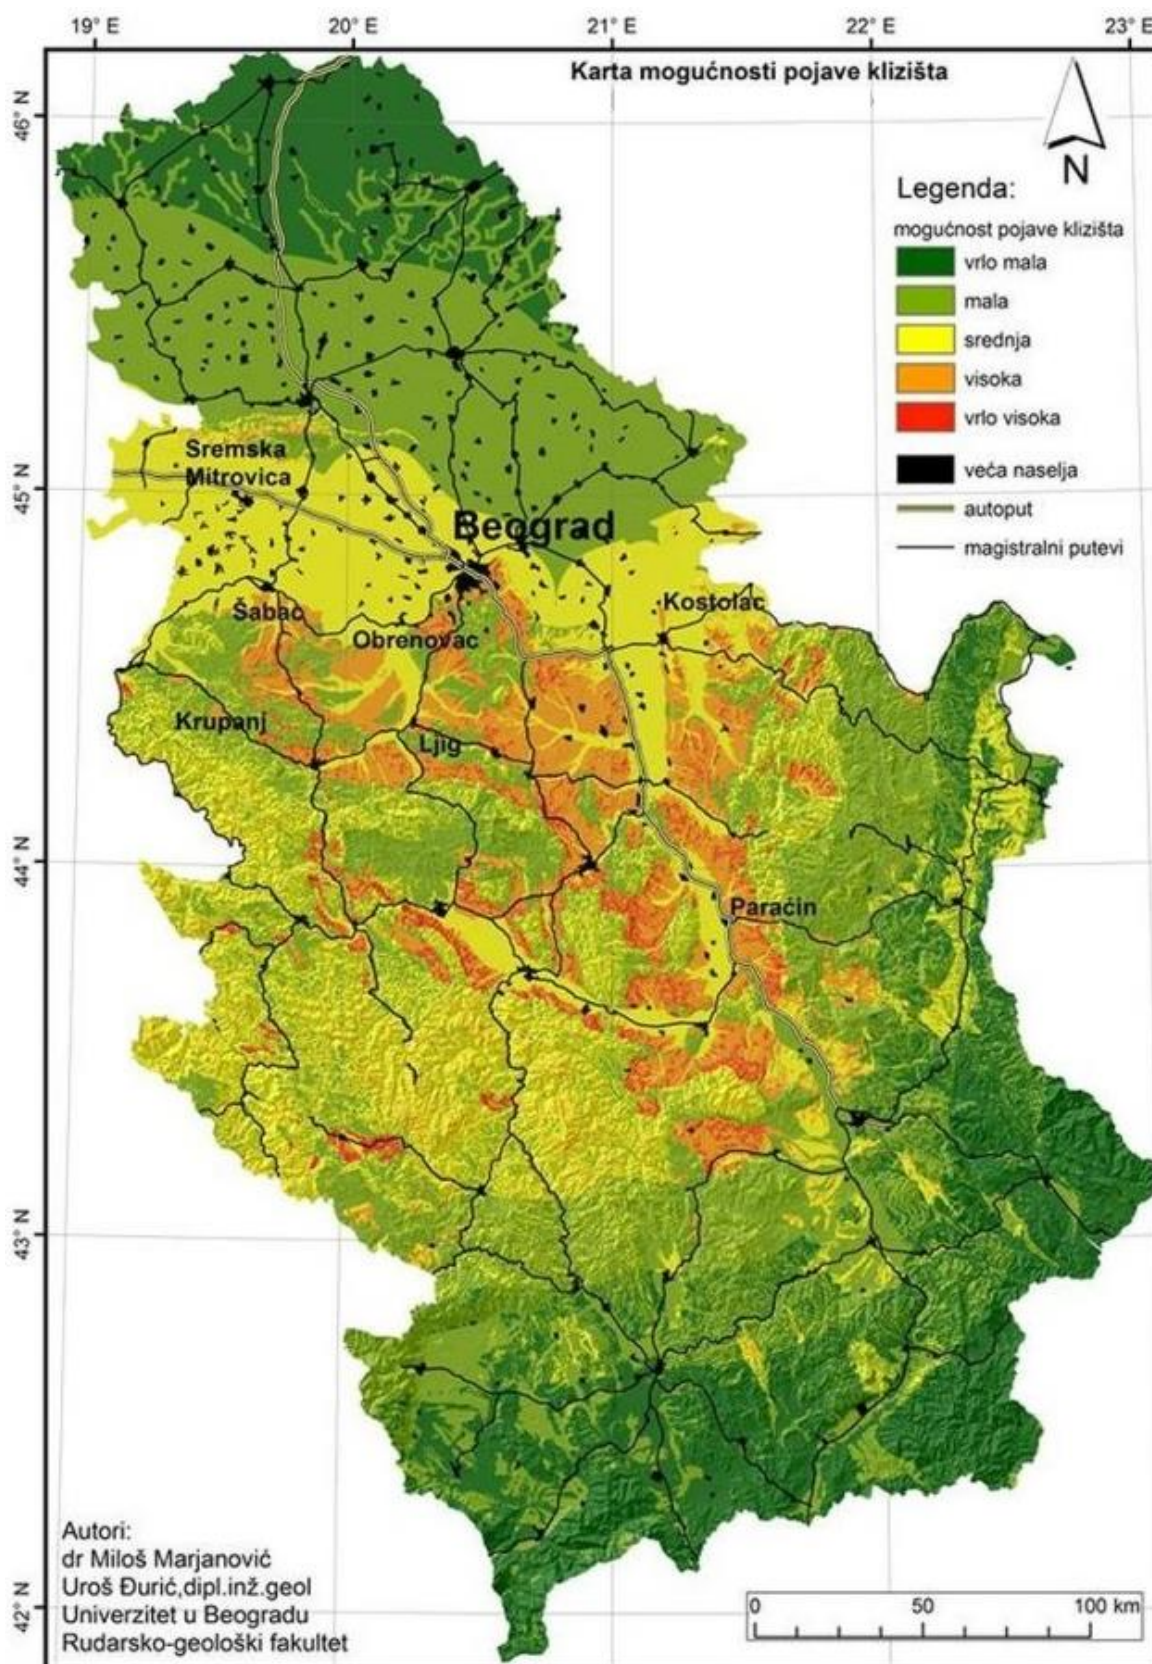 19° E 20° E 21° E 22° E 23° E
Karta mogućnosti pojave klizišta
46° N
N
Legenda:
mogućnost pojave klizišta
vrlo mala
mala
srednja
visoka
vrlo visoka
veća naselja
autoput
magistralni putevi
Sremska
Mitrovica
45° N
Beograd
Kostolac
Šabac
Obrenovac
Krupanj
Ljig
44° N
Paraćin
43° N
42° N
Autori:
dr Miloš Marjanović
Uroš Đurić,dipl.inž.geol
Univerzitet u Beogradu
Rudarsko-geološki fakultet
0 50 100 km